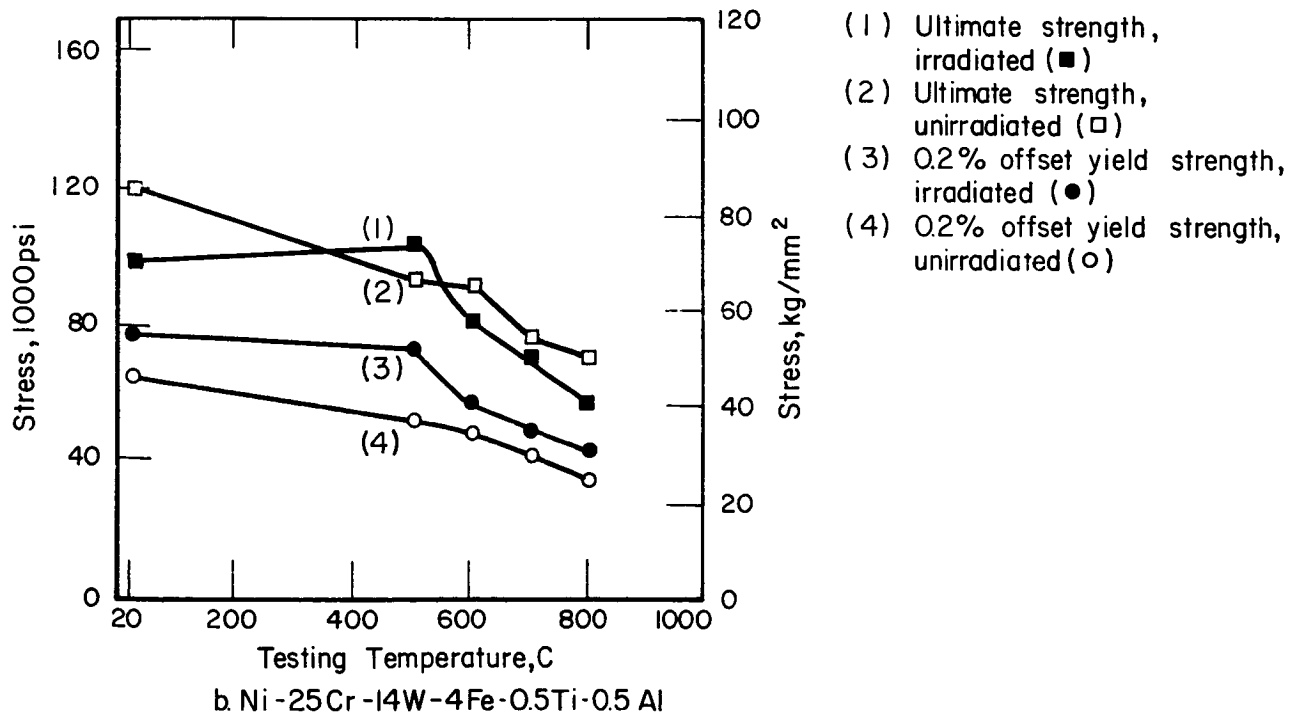 160
120
80
40
0
Stress, 1000psi
120
100
80
60
40
20
0
Stress, kg/mm²
(1)
(2)
(3)
(4)
20 200 400 600 800 1000
Testing Temperature, C
b. Ni-25Cr-14W-4Fe-0.5Ti-0.5Al
(1) Ultimate strength,
irradiated (■)
(2) Ultimate strength,
unirradiated (□)
(3) 0.2% offset yield strength,
irradiated (●)
(4) 0.2% offset yield strength,
unirradiated (○)